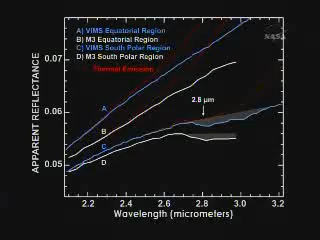 A) VIMS Equatorial Region
B) M3 Equatorial Region
C) VIMS South Polar Region
D) M3 South Polar Region
Thermal Emission
NASA
0.07
0.06
0.05
APPARENT REFLECTANCE
2.8 µm
A
B
C
D
2.2 2.4 2.6 2.8 3.0 3.2
Wavelength (micrometers)